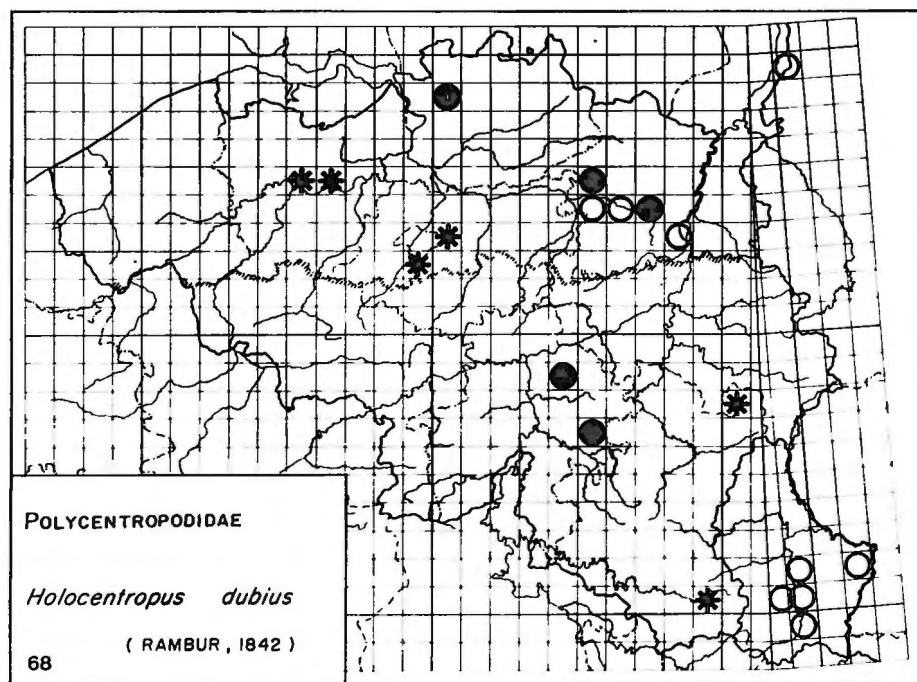 POLYCENTROPODIDAE
Holocentropus dubius
( RAMBUR , 1842 )
68